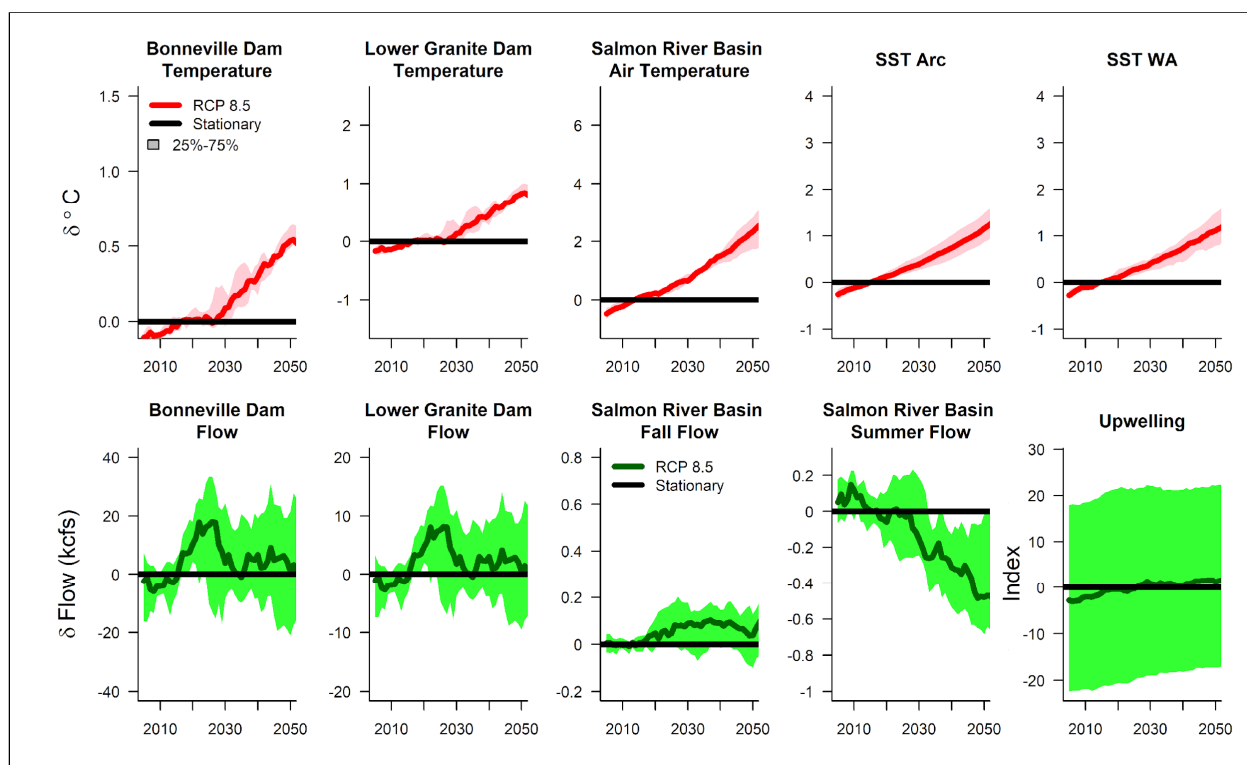 Bonneville Dam
Temperature
Lower Granite Dam
Temperature
Salmon River Basin
Air Temperature
SST Arc
SST WA
δ ° C
1.5
1.0
0.5
0.0
RCP 8.5
Stationary
25%-75%
2010 2030 2050
2
1
0
-1
2010 2030 2050
6
4
2
0
2010 2030 2050
4
3
2
1
0
-1
2010 2030 2050
4
3
2
1
0
-1
2010 2030 2050
Bonneville Dam
Flow
Lower Granite Dam
Flow
Salmon River Basin
Fall Flow
Salmon River Basin
Summer Flow
Upwelling
δ Flow (kcfs)
40
20
0
-20
-40
2010 2030 2050
20
10
0
-10
-20
2010 2030 2050
0.8
0.6
0.4
0.2
0
-0.2
RCP 8.5
Stationary
2010 2030 2050
0.2
0
-0.2
-0.4
-0.6
-0.8
-1
2010 2030 2050
Index
30
20
10
0
-10
-20
2010 2030 2050